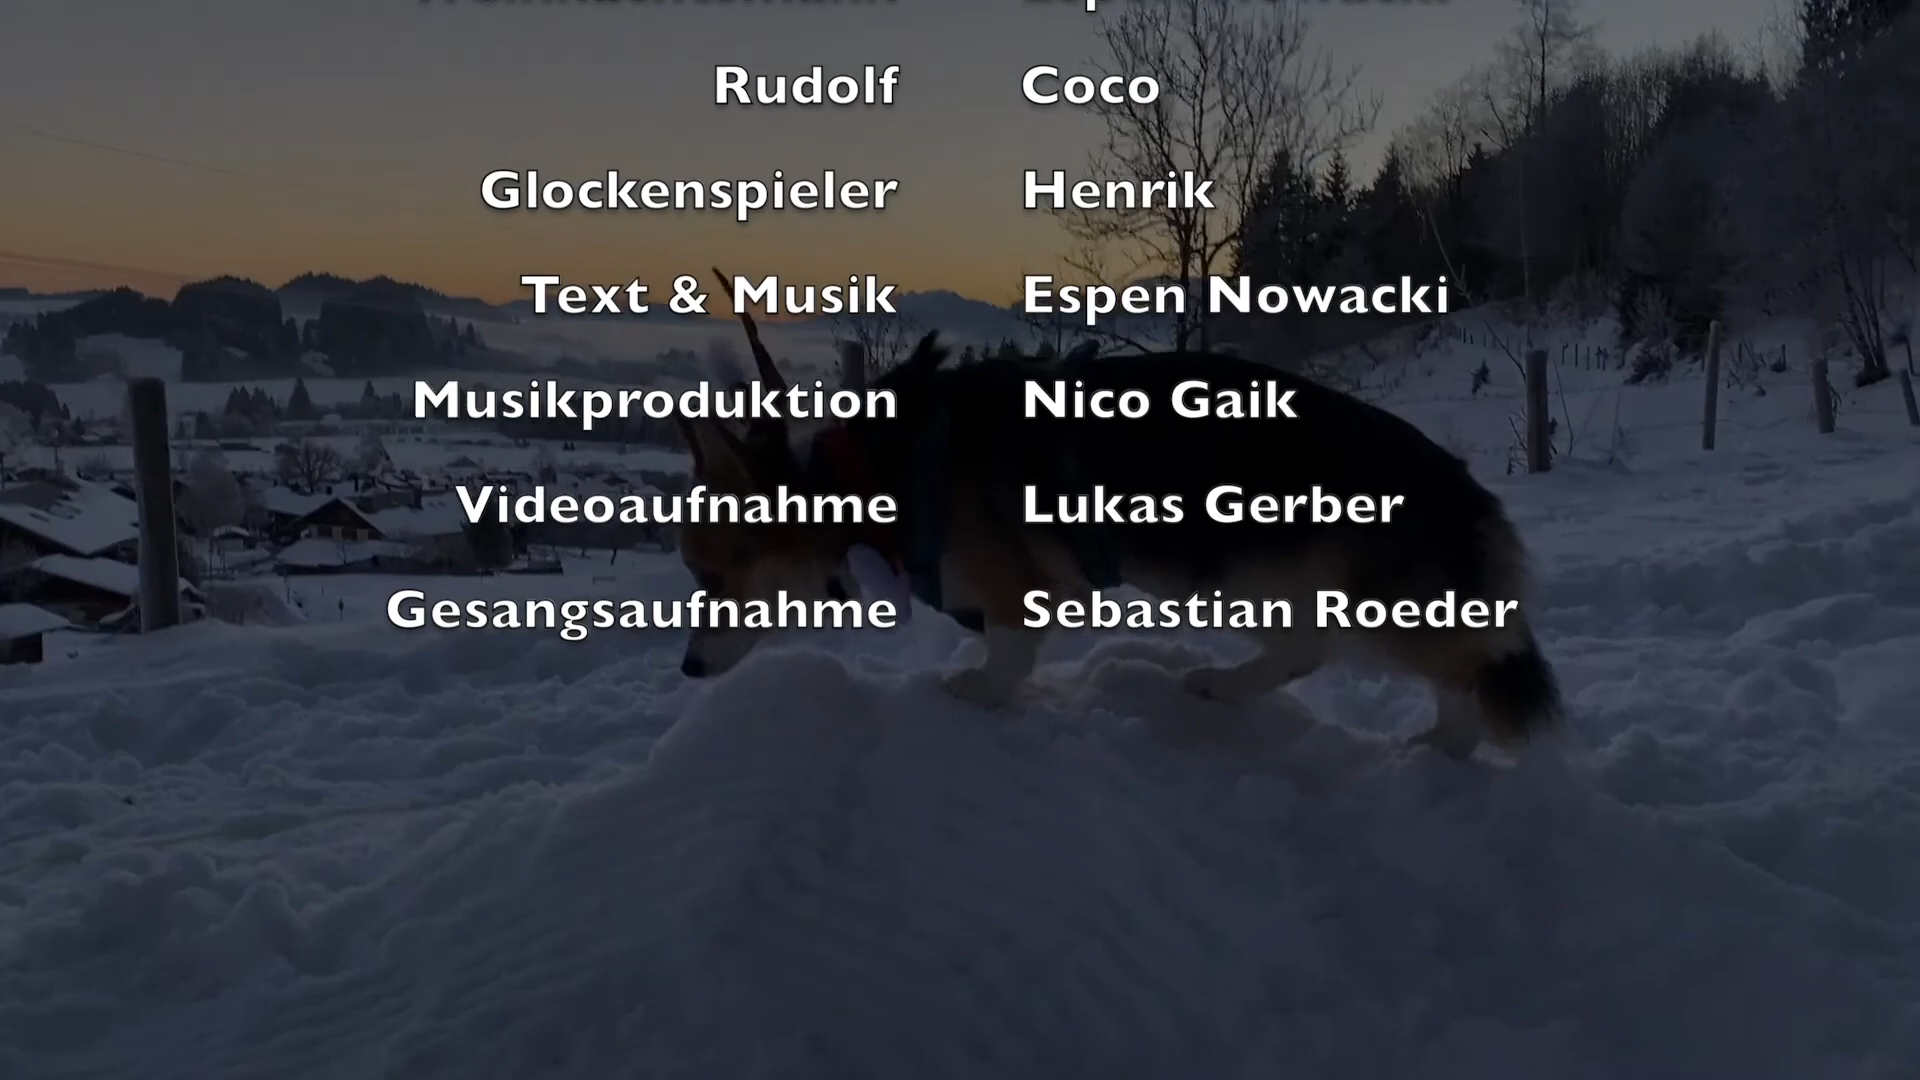 Rudolf Coco
Glockenspieler Henrik
Text & Musik Espen Nowacki
Musikproduktion Nico Gaik
Videoaufnahme Lukas Gerber
Gesangsaufnahme Sebastian Roeder